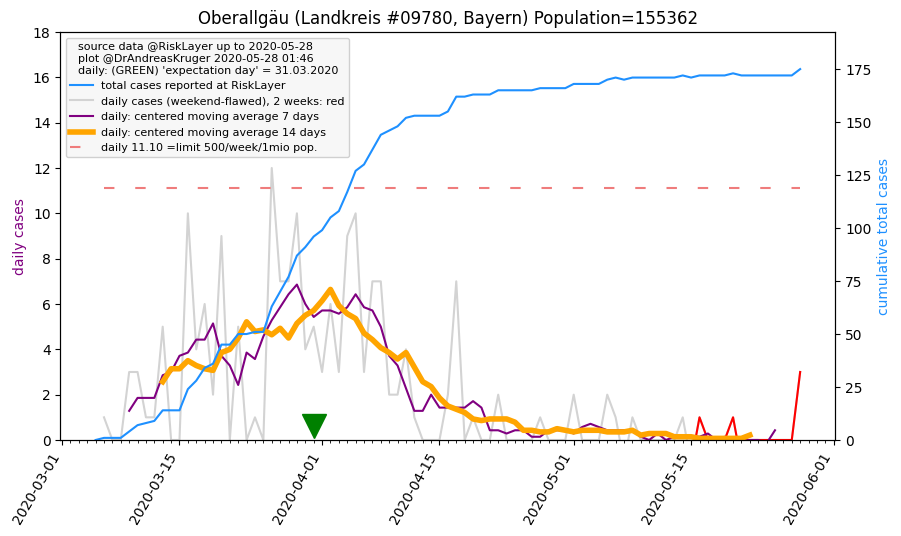 Oberallgäu (Landkreis #09780, Bayern) Population=155362
source data @RiskLayer up to 2020-05-28
plot @DrAndreasKruger 2020-05-28 01:46
daily: (GREEN) 'expectation day' = 31.03.2020
total cases reported at RiskLayer
daily cases (weekend-flawed), 2 weeks: red
daily: centered moving average 7 days
daily: centered moving average 14 days
daily 11.10 =limit 500/week/1mio pop.
daily cases
18
16
14
12
10
8
6
4
2
0
cumulative total cases
175
150
125
100
75
50
25
0
2020-03-01
2020-03-15
2020-04-01
2020-04-15
2020-05-01
2020-05-15
2020-06-01